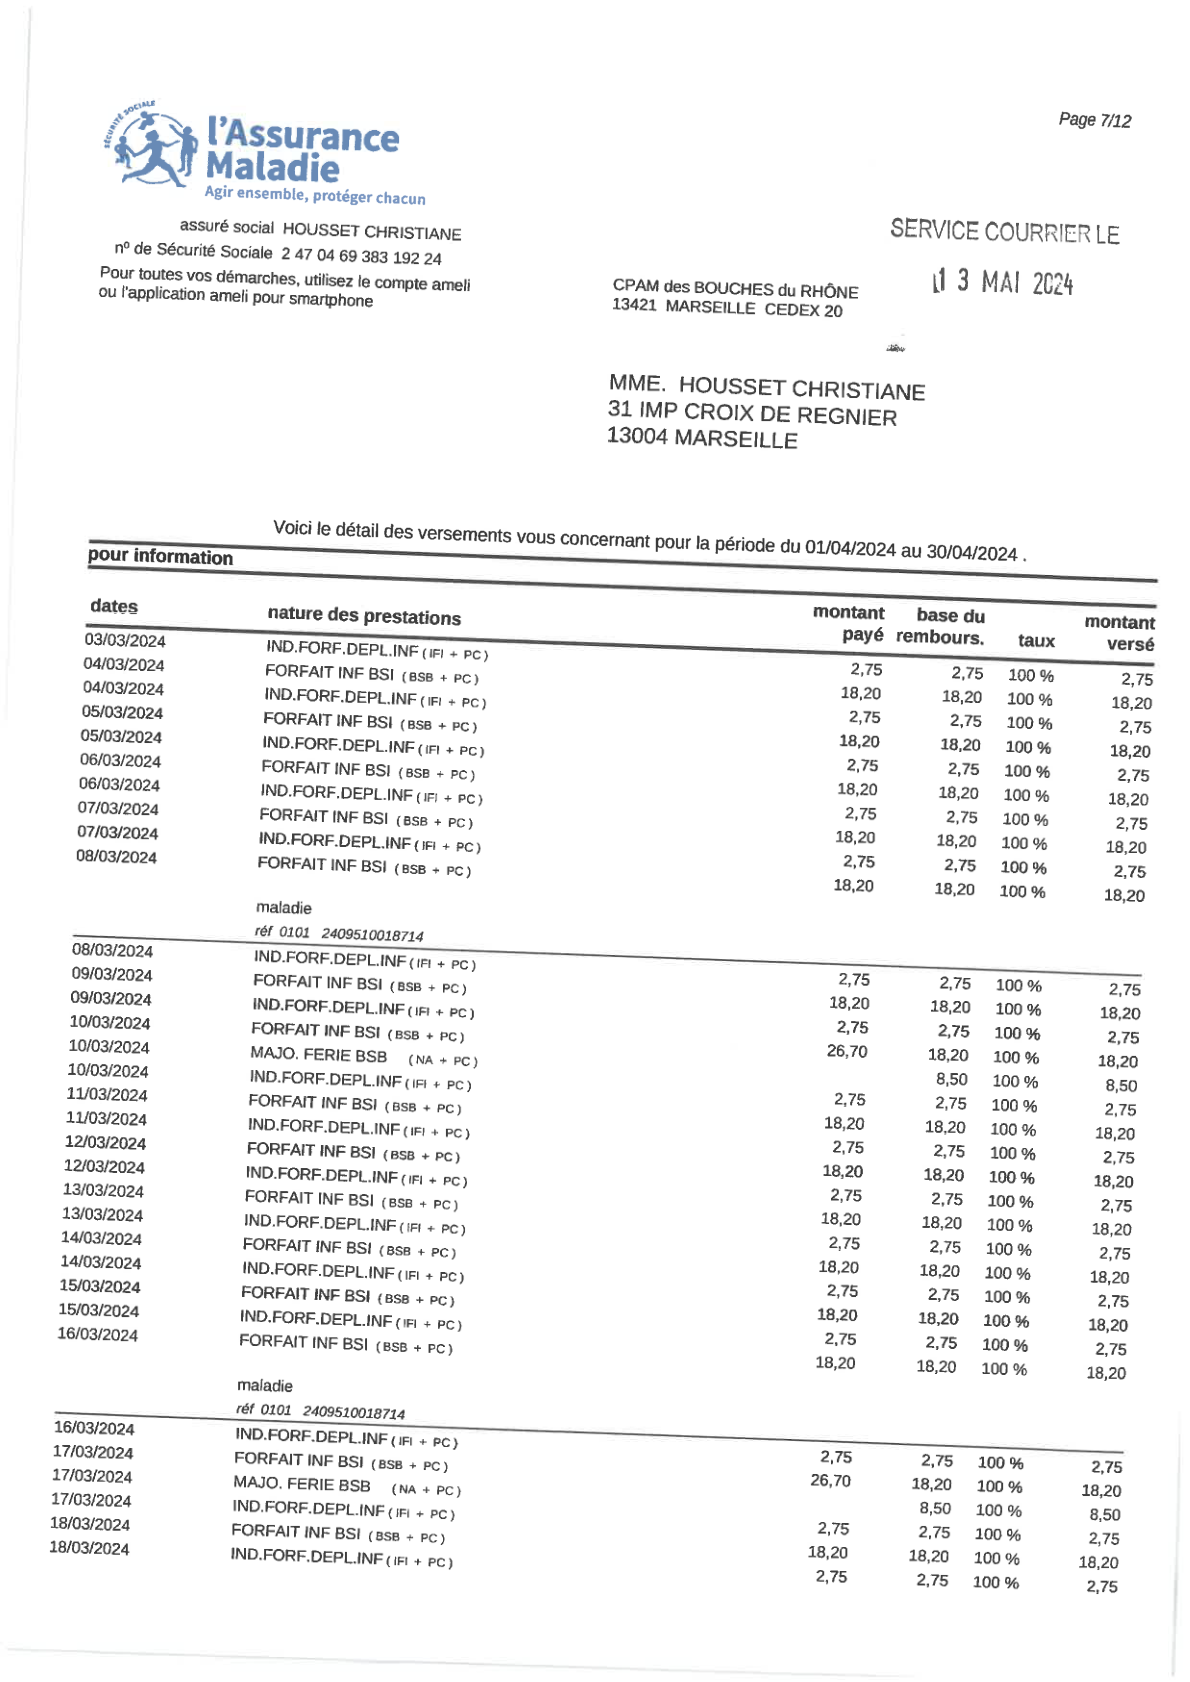 Page 7/12
SÉCURITÉ SOCIALE
l'Assurance
Maladie
Agir ensemble, protéger chacun
assuré social HOUSSET CHRISTIANE
nº de Sécurité Sociale 2 47 04 69 383 192 24
Pour toutes vos démarches, utilisez le compte ameli
ou l'application ameli pour smartphone
SERVICE COURRIER LE
13 MAI 2024
CPAM des BOUCHES du RHÔNE
13421 MARSEILLE CEDEX 20
MME. HOUSSET CHRISTIANE
31 IMP CROIX DE REGNIER
13004 MARSEILLE
Voici le détail des versements vous concernant pour la période du 01/04/2024 au 30/04/2024 .
pour information
dates nature des prestations montant payé base du rembours. taux montant versé
03/03/2024 IND.FORF.DEPL.INF ( IFI + PC ) 2,75 2,75 100 % 2,75
04/03/2024 FORFAIT INF BSI ( BSB + PC ) 18,20 18,20 100 % 18,20
04/03/2024 IND.FORF.DEPL.INF ( IFI + PC ) 2,75 2,75 100 % 2,75
05/03/2024 FORFAIT INF BSI ( BSB + PC ) 18,20 18,20 100 % 18,20
05/03/2024 IND.FORF.DEPL.INF ( IFI + PC ) 2,75 2,75 100 % 2,75
06/03/2024 FORFAIT INF BSI ( BSB + PC ) 18,20 18,20 100 % 18,20
06/03/2024 IND.FORF.DEPL.INF ( IFI + PC ) 2,75 2,75 100 % 2,75
07/03/2024 FORFAIT INF BSI ( BSB + PC ) 18,20 18,20 100 % 18,20
07/03/2024 IND.FORF.DEPL.INF ( IFI + PC ) 2,75 2,75 100 % 2,75
08/03/2024 FORFAIT INF BSI ( BSB + PC ) 18,20 18,20 100 % 18,20
maladie
réf 0101 2409510018714
08/03/2024 IND.FORF.DEPL.INF ( IFI + PC ) 2,75 2,75 100 % 2,75
09/03/2024 FORFAIT INF BSI ( BSB + PC ) 18,20 18,20 100 % 18,20
09/03/2024 IND.FORF.DEPL.INF ( IFI + PC ) 2,75 2,75 100 % 2,75
10/03/2024 FORFAIT INF BSI ( BSB + PC ) 26,70 18,20 100 % 18,20
10/03/2024 MAJO. FERIE BSB ( NA + PC ) 8,50 100 % 8,50
10/03/2024 IND.FORF.DEPL.INF ( IFI + PC ) 2,75 2,75 100 % 2,75
11/03/2024 FORFAIT INF BSI ( BSB + PC ) 18,20 18,20 100 % 18,20
11/03/2024 IND.FORF.DEPL.INF ( IFI + PC ) 2,75 2,75 100 % 2,75
12/03/2024 FORFAIT INF BSI ( BSB + PC ) 18,20 18,20 100 % 18,20
12/03/2024 IND.FORF.DEPL.INF ( IFI + PC ) 2,75 2,75 100 % 2,75
13/03/2024 FORFAIT INF BSI ( BSB + PC ) 18,20 18,20 100 % 18,20
13/03/2024 IND.FORF.DEPL.INF ( IFI + PC ) 2,75 2,75 100 % 2,75
14/03/2024 FORFAIT INF BSI ( BSB + PC ) 18,20 18,20 100 % 18,20
14/03/2024 IND.FORF.DEPL.INF ( IFI + PC ) 2,75 2,75 100 % 2,75
15/03/2024 FORFAIT INF BSI ( BSB + PC ) 18,20 18,20 100 % 18,20
15/03/2024 IND.FORF.DEPL.INF ( IFI + PC ) 2,75 2,75 100 % 2,75
16/03/2024 FORFAIT INF BSI ( BSB + PC ) 18,20 18,20 100 % 18,20
maladie
réf 0101 2409510018714
16/03/2024 IND.FORF.DEPL.INF ( IFI + PC ) 2,75 2,75 100 % 2,75
17/03/2024 FORFAIT INF BSI ( BSB + PC ) 26,70 18,20 100 % 18,20
17/03/2024 MAJO. FERIE BSB ( NA + PC ) 8,50 100 % 8,50
17/03/2024 IND.FORF.DEPL.INF ( IFI + PC ) 2,75 2,75 100 % 2,75
18/03/2024 FORFAIT INF BSI ( BSB + PC ) 18,20 18,20 100 % 18,20
18/03/2024 IND.FORF.DEPL.INF ( IFI + PC ) 2,75 2,75 100 % 2,75